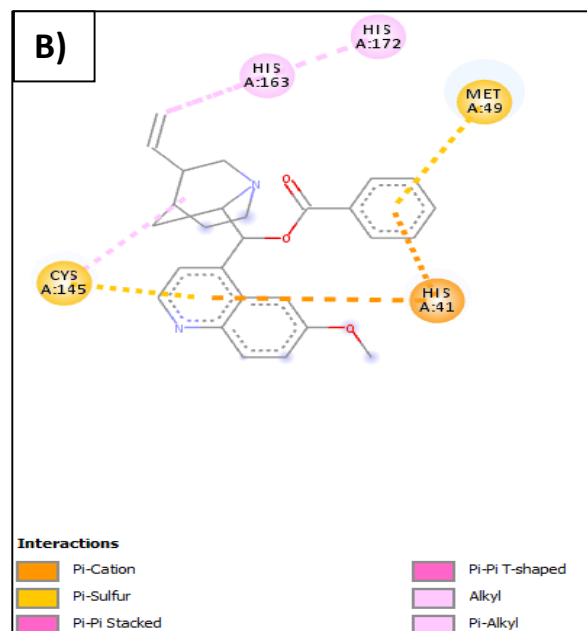 B)
HIS
A:172
HIS
A:163
MET
A:49
N
O
O
CYS
A:145
HIS
A:41
N
O
Interactions
Pi-Cation
Pi-Sulfur
Pi-Pi Stacked
Pi-Pi T-shaped
Alkyl
Pi-Alkyl